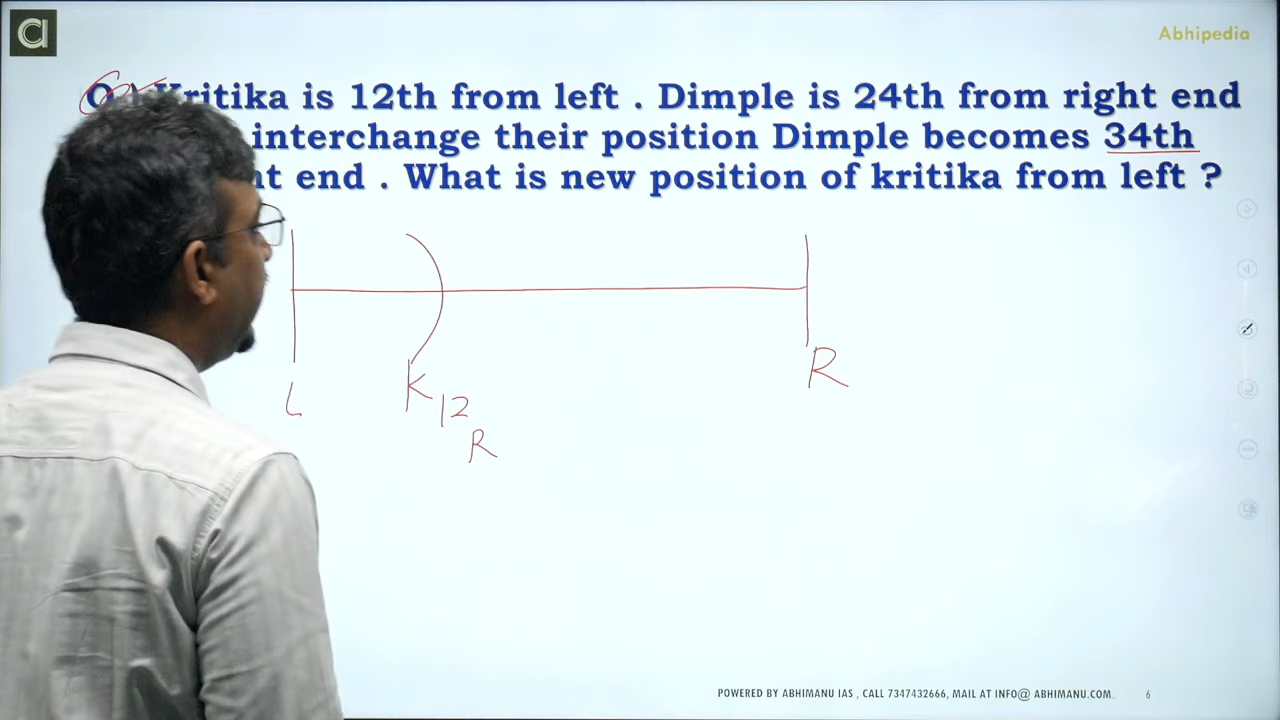 Abhipedia
Q.) Kritika is 12th from left . Dimple is 24th from right end
interchange their position Dimple becomes 34th
end . What is new position of kritika from left ?
L
K 12
R
R
POWERED BY ABHIMANU IAS , CALL 7347432666, MAIL AT INFO@ ABHIMANU.COM 6